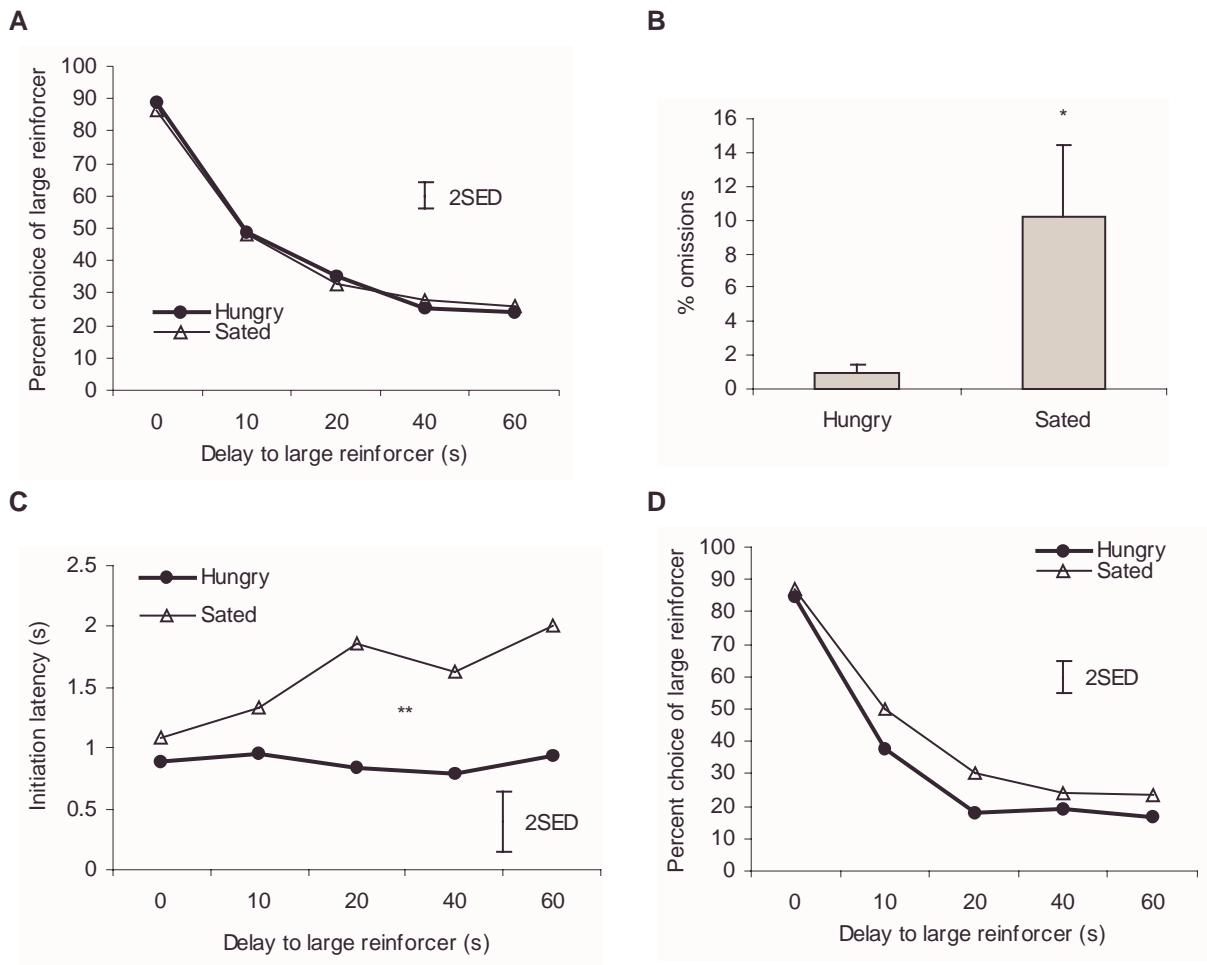 A
Percent choice of large reinforcer
100
90
80
70
60
50
40
30
20
10
0
2SED
Hungry
Sated
0 10 20 40 60
Delay to large reinforcer (s)
B
% omissions
16
14
12
10
8
6
4
2
0
*
Hungry Sated
C
Initiation latency (s)
2.5
2
1.5
1
0.5
0
Hungry
Sated
**
2SED
0 10 20 40 60
Delay to large reinforcer (s)
D
Percent choice of large reinforcer
100
90
80
70
60
50
40
30
20
10
0
Hungry
Sated
2SED
0 10 20 40 60
Delay to large reinforcer (s)